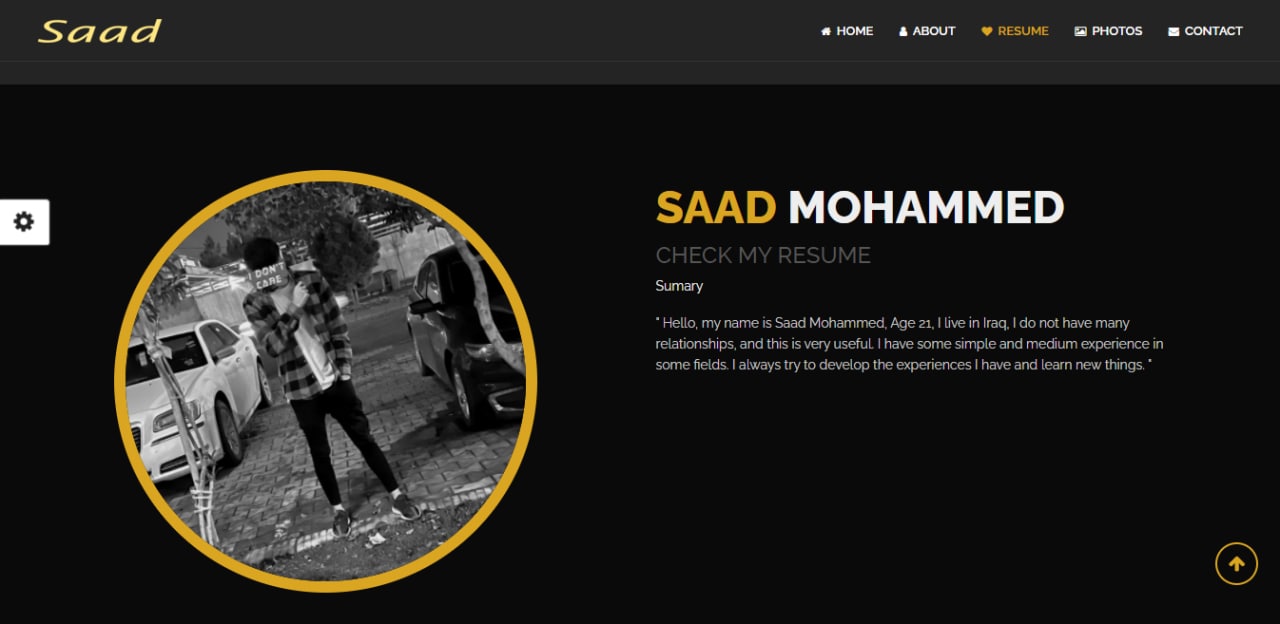 Saad
HOME ABOUT RESUME PHOTOS CONTACT
SAAD MOHAMMED
CHECK MY RESUME
Sumary
" Hello, my name is Saad Mohammed, Age 21, I live in Iraq, I do not have many
relationships, and this is very useful. I have some simple and medium experience in
some fields. I always try to develop the experiences I have and learn new things. "
I DON'T
CARE